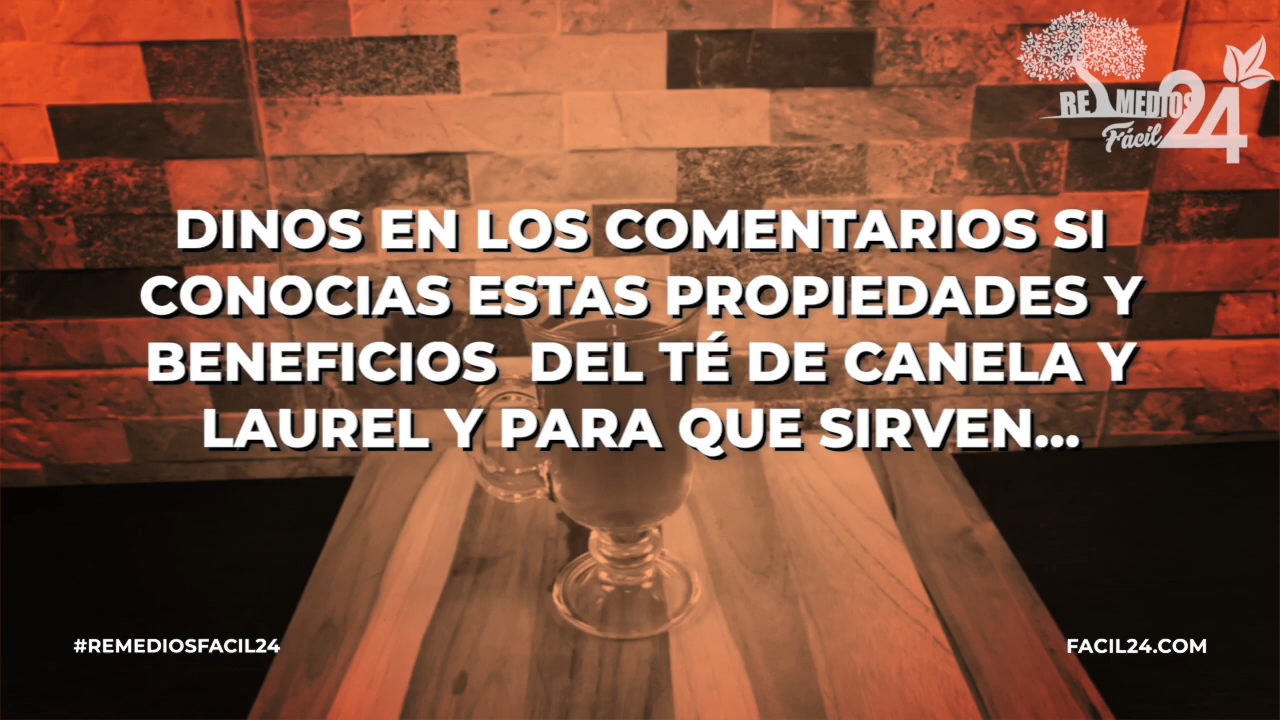 REMEDIOS
Fácil 24
DINOS EN LOS COMENTARIOS SI
CONOCIAS ESTAS PROPIEDADES Y
BENEFICIOS  DEL TÉ DE CANELA Y
LAUREL Y PARA QUE SIRVEN...
#REMEDIOSFACIL24
FACIL24.COM